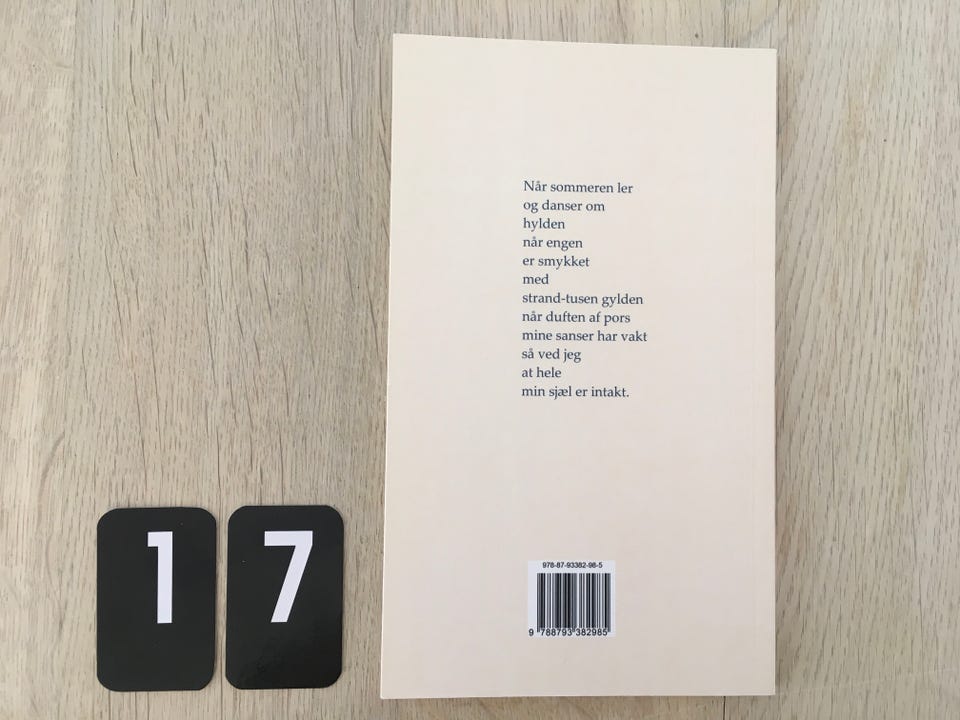 Når sommeren ler
og danser om
hylden
når engen
er smykket
med
strand-tusen gylden
når duften af pors
mine sanser har vakt
så ved jeg
at hele
min sjæl er intakt.
978-87-93382-98-5
9 788793 382985
1 7